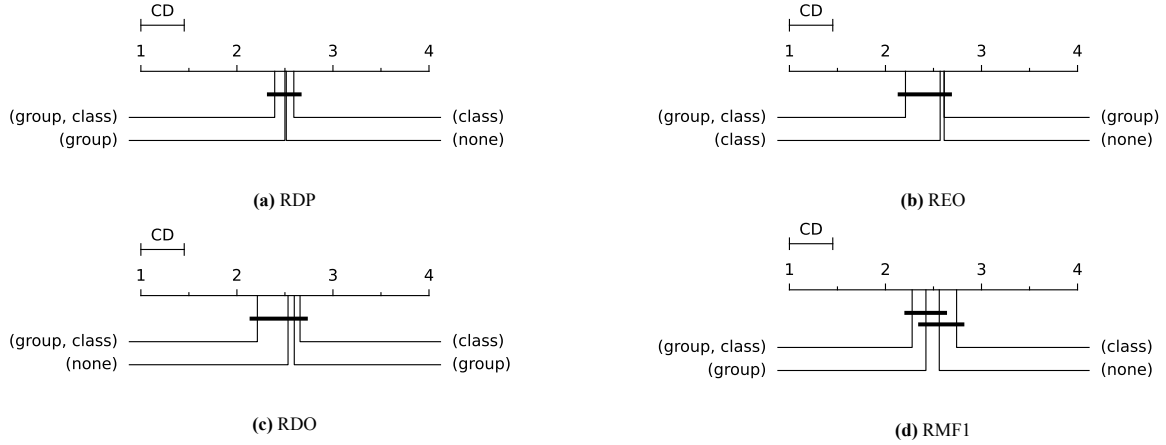 CD
1 2 3 4
(group, class) (class)
(group) (none)
(a) RDP
CD
1 2 3 4
(group, class) (group)
(class) (none)
(b) REO
CD
1 2 3 4
(group, class) (class)
(none) (group)
(c) RDO
CD
1 2 3 4
(group, class) (class)
(group) (none)
(d) RMF1